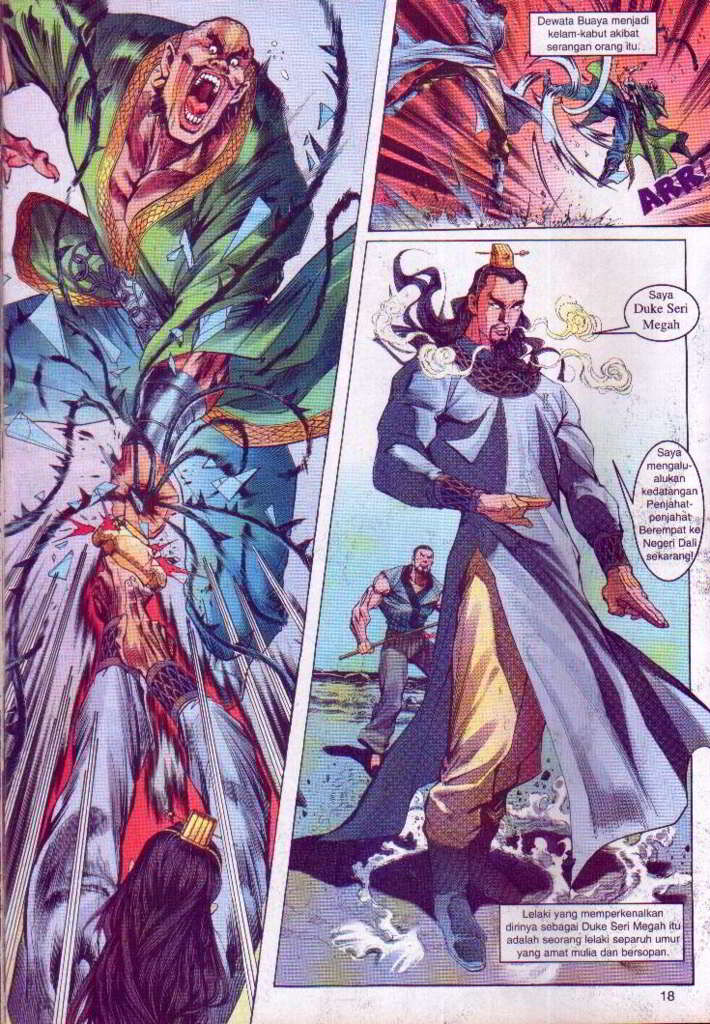 Dewata Buaya menjadi
kelam-kabut akibat
serangan orang itu.
ARR!
Saya
Duke Seri
Megah
Saya
mengalu-
alukan
kedatangan
Penjahat-
penjahat
Berempat ke
Negeri Dali
sekarang!
Lelaki yang memperkenalkan
dirinya sebagai Duke Seri Megah itu
adalah seorang lelaki separuh umur
yang amat mulia dan bersopan.
18